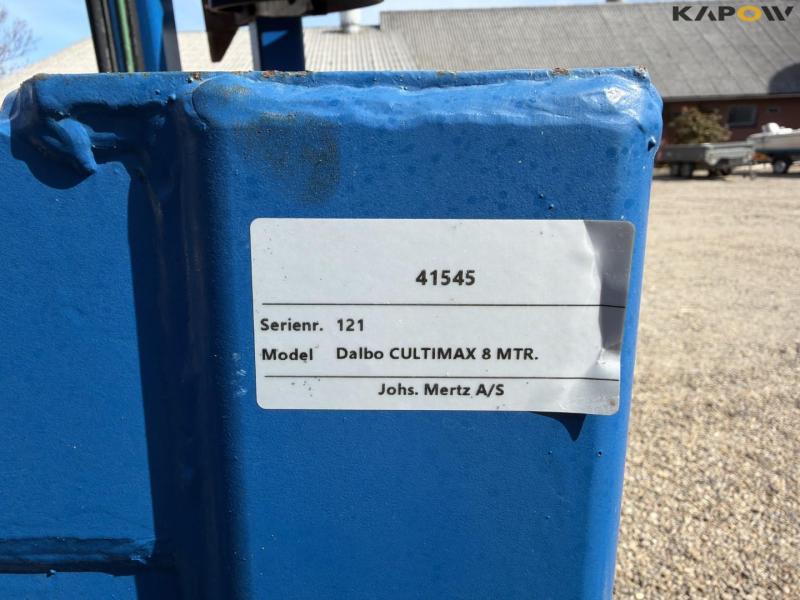 KAPOW
41545
Serienr. 121
Model Dalbo CULTIMAX 8 MTR.
Johs. Mertz A/S